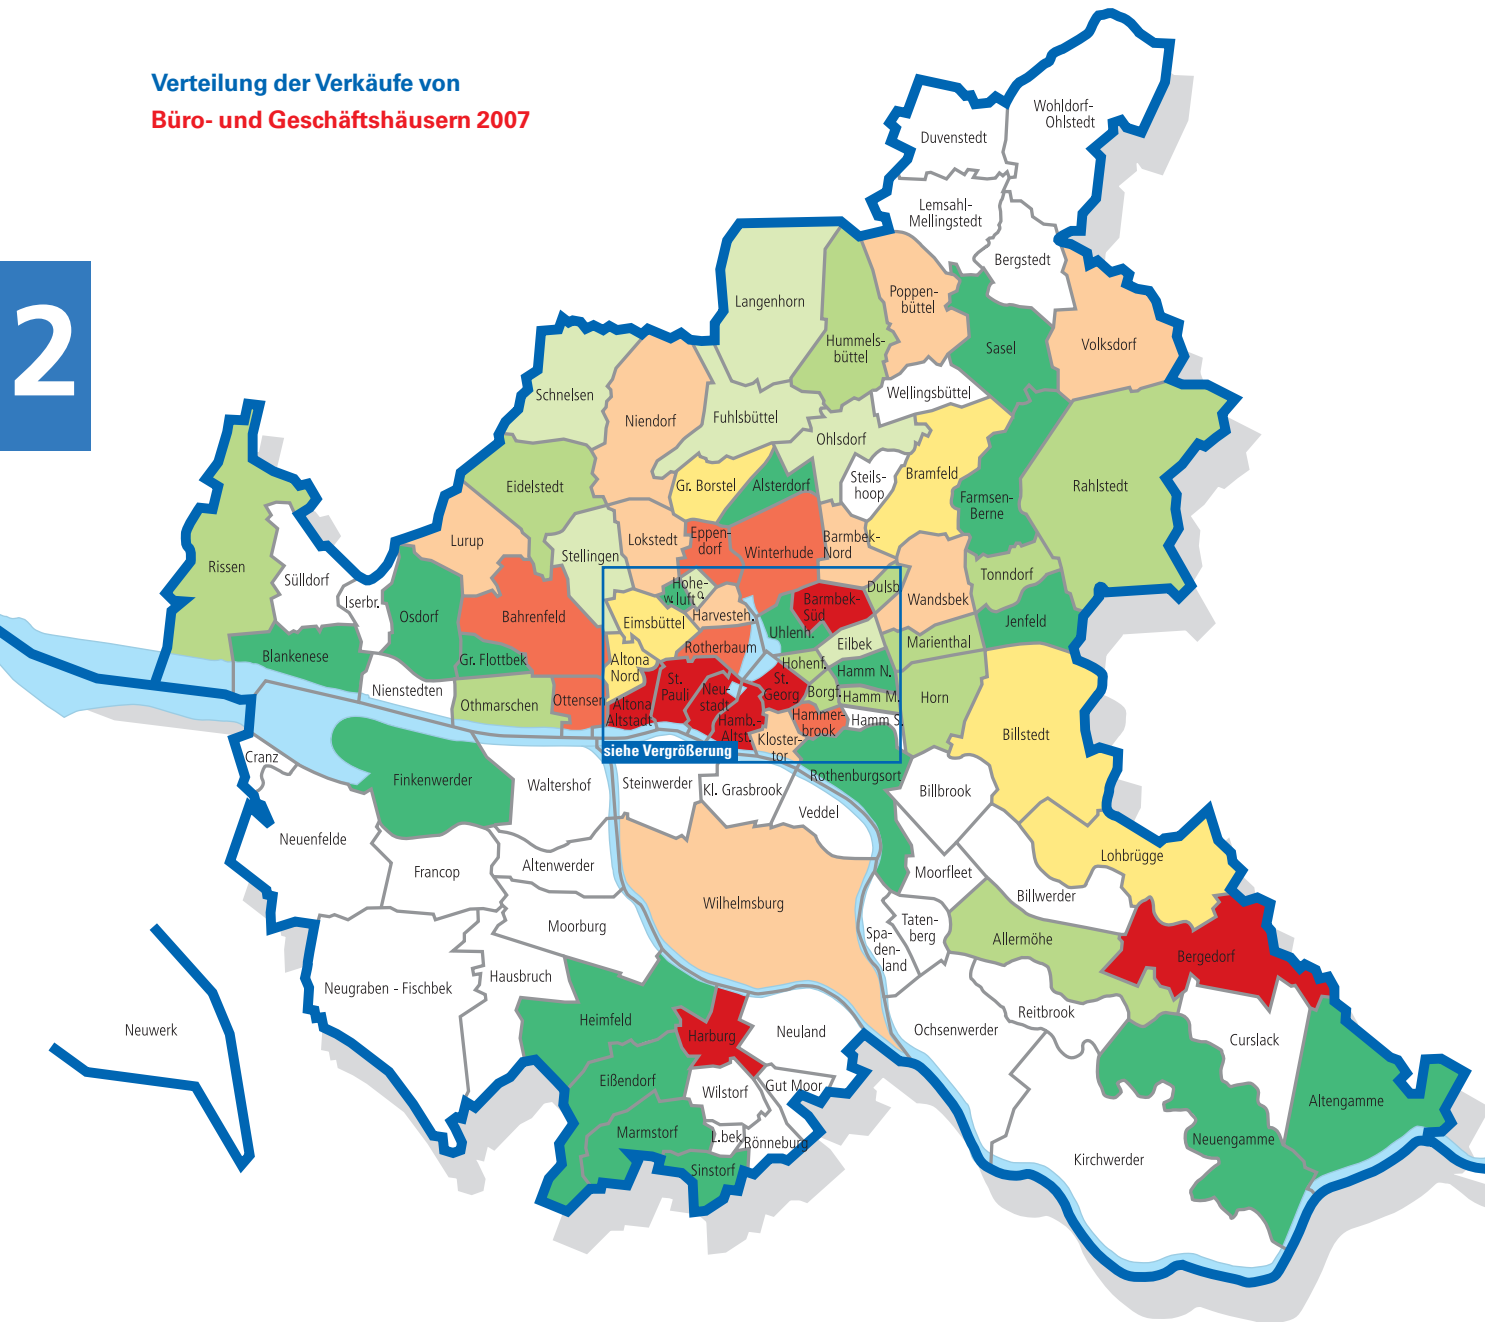 Verteilung der Verkäufe von
Büro- und Geschäftshäusern 2007
2
Wohldorf-
Ohlstedt
Duvenstedt
Lemsahl-
Mellingstedt
Bergstedt
Poppen-
büttel
Langenhorn
Hummels-
büttel
Sasel
Volksdorf
Schnelsen
Niendorf
Fuhlsbüttel
Wellingsbüttel
Ohlsdorf
Steils-
hoop
Bramfeld
Farmsen-
Berne
Rahlstedt
Eidelstedt
Gr. Borstel
Alsterdorf
Lurup
Stellingen
Lokstedt
Eppen-
dorf
Winterhude
Barmbek-
Nord
Rissen
Sülldorf
Iserbr.
Osdorf
Bahrenfeld
Hohe-
w. luft o.
Harvesteh.
Barmbek-
Süd
Dulsb.
Wandsbek
Tonndorf
Jenfeld
Eimsbüttel
Uhlenh.
Eilbek
Marienthal
Blankenese
Gr. Flottbek
Nienstedten
Othmarschen
Ottensen
Altona
Nord
Altona
Altstadt
Rotherbaum
St.
Pauli
Neu-
stadt
St.
Georg
Hohenf.
Hamm N.
Borgf.
Hamm M.
Hamm S.
Horn
Hamb.-
Altst.
Kloster-
tor
Hammer-
brook
Billstedt
siehe Vergrößerung
Cranz
Finkenwerder
Waltershof
Steinwerder
Kl. Grasbrook
Veddel
Rothenburgsort
Billbrook
Neuenfelde
Francop
Altenwerder
Moorburg
Wilhelmsburg
Moorfleet
Lohbrügge
Billwerder
Spa-
den-
land
Taten-
berg
Allermöhe
Bergedorf
Neugraben - Fischbek
Hausbruch
Heimfeld
Harburg
Neuland
Ochsenwerder
Reitbrook
Curslack
Neuwerk
Eißendorf
Wilstorf
Gut Moor
Marmstorf
L.bek
Rönneburg
Sinstorf
Kirchwerder
Neuengamme
Altengamme